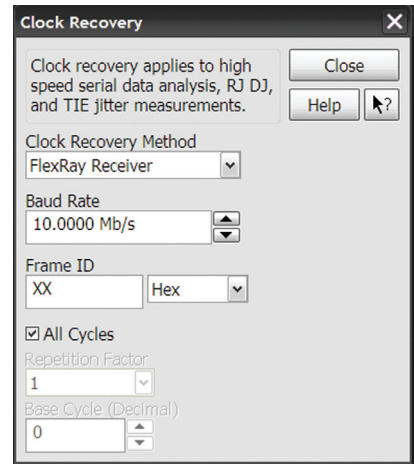 Clock Recovery
Clock recovery applies to high
speed serial data analysis, RJ DJ,
and TIE jitter measurements.
Close
Help
?
Clock Recovery Method
FlexRay Receiver
Baud Rate
10.0000 Mb/s
Frame ID
XX
Hex
All Cycles
Repetition Factor
1
Base Cycle (Decimal)
0